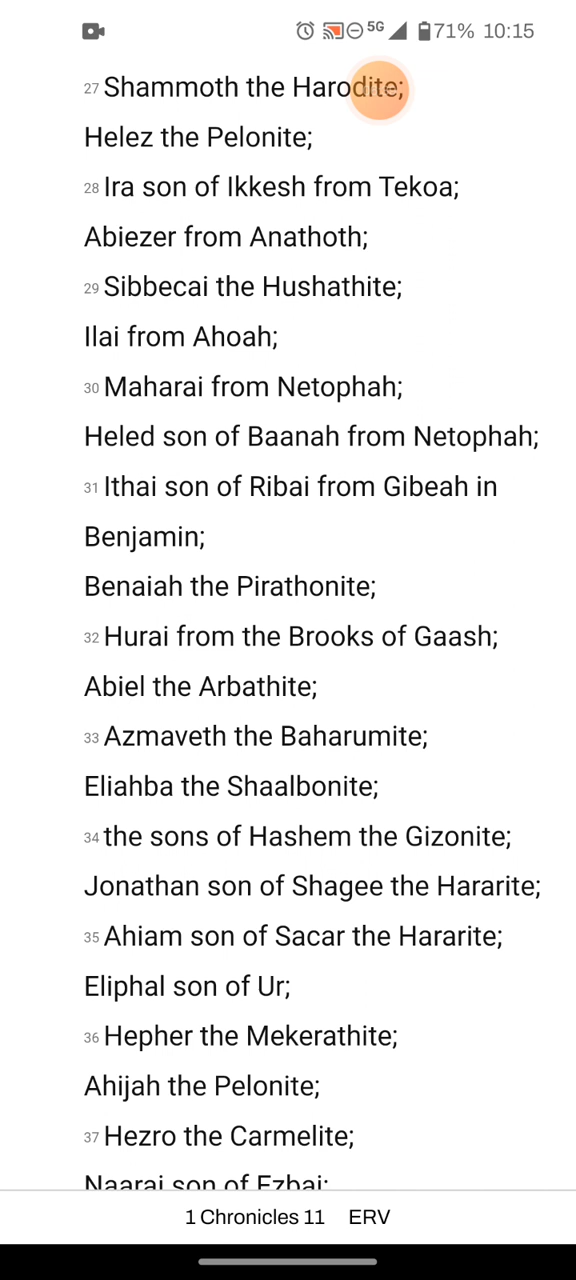 5G 71% 10:15
27 Shammoth the Harodite;
Helez the Pelonite;
28 Ira son of Ikkesh from Tekoa;
Abiezer from Anathoth;
29 Sibbecai the Hushathite;
Ilai from Ahoah;
30 Maharai from Netophah;
Heled son of Baanah from Netophah;
31 Ithai son of Ribai from Gibeah in
Benjamin;
Benaiah the Pirathonite;
32 Hurai from the Brooks of Gaash;
Abiel the Arbathite;
33 Azmaveth the Baharumite;
Eliahba the Shaalbonite;
34 the sons of Hashem the Gizonite;
Jonathan son of Shagee the Hararite;
35 Ahiam son of Sacar the Hararite;
Eliphal son of Ur;
36 Hepher the Mekerathite;
Ahijah the Pelonite;
37 Hezro the Carmelite;
Naarai son of Ezbai;
1 Chronicles 11 ERV